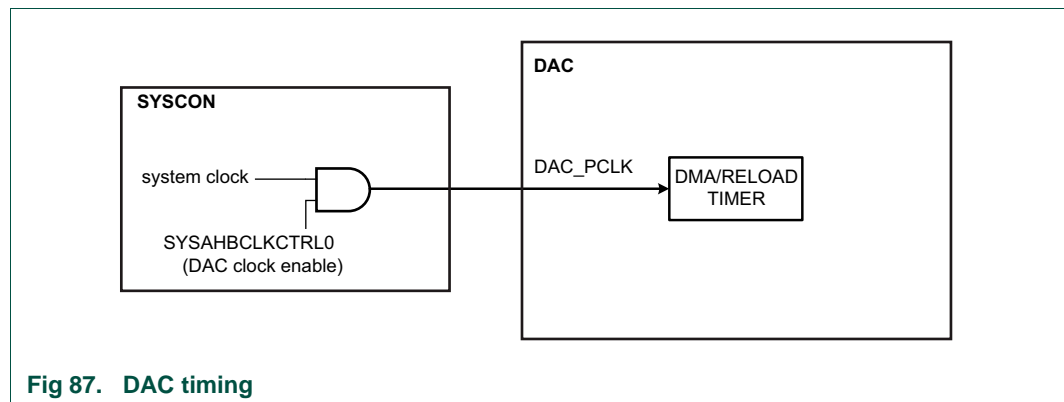 DAC
SYSCON
system clock
DAC_PCLK
DMA/RELOAD
TIMER
SYSAHBCLKCTRL0
(DAC clock enable)
Fig 87. DAC timing